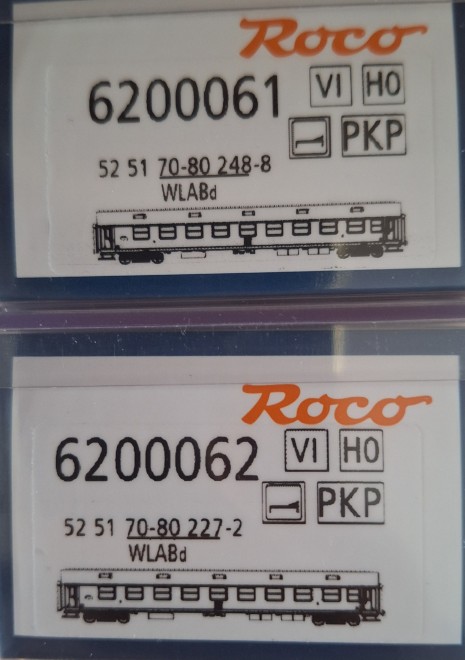 Roco
6200061 VI H0
PKP
52 51 70-80 248-8
WLABd
Roco
6200062 VI H0
PKP
52 51 70-80 227-2
WLABd